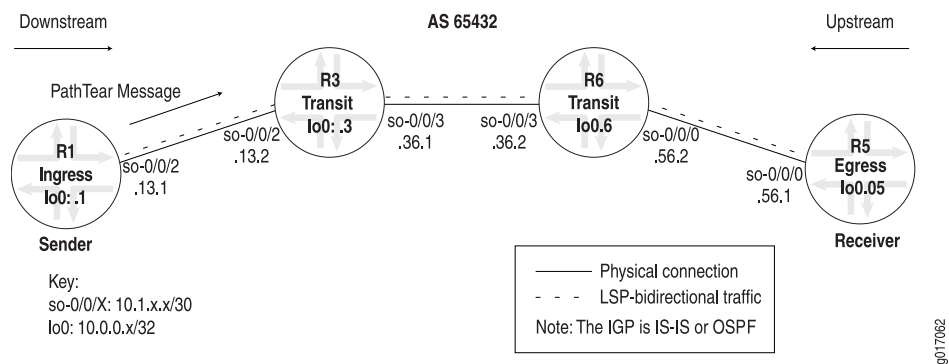 Downstream
AS 65432
Upstream
PathTear Message
R1
Ingress
lo0: .1
Sender
so-0/0/2
.13.1
R3
Transit
lo0: .3
so-0/0/2
.13.2
so-0/0/3
.36.1
R6
Transit
lo0.6
so-0/0/3
.36.2
so-0/0/0
.56.2
R5
Egress
lo0.05
so-0/0/0
.56.1
Receiver
Key:
so-0/0/X: 10.1.x.x/30
lo0: 10.0.0.x/32
Physical connection
LSP-bidirectional traffic
Note: The IGP is IS-IS or OSPF
g017062